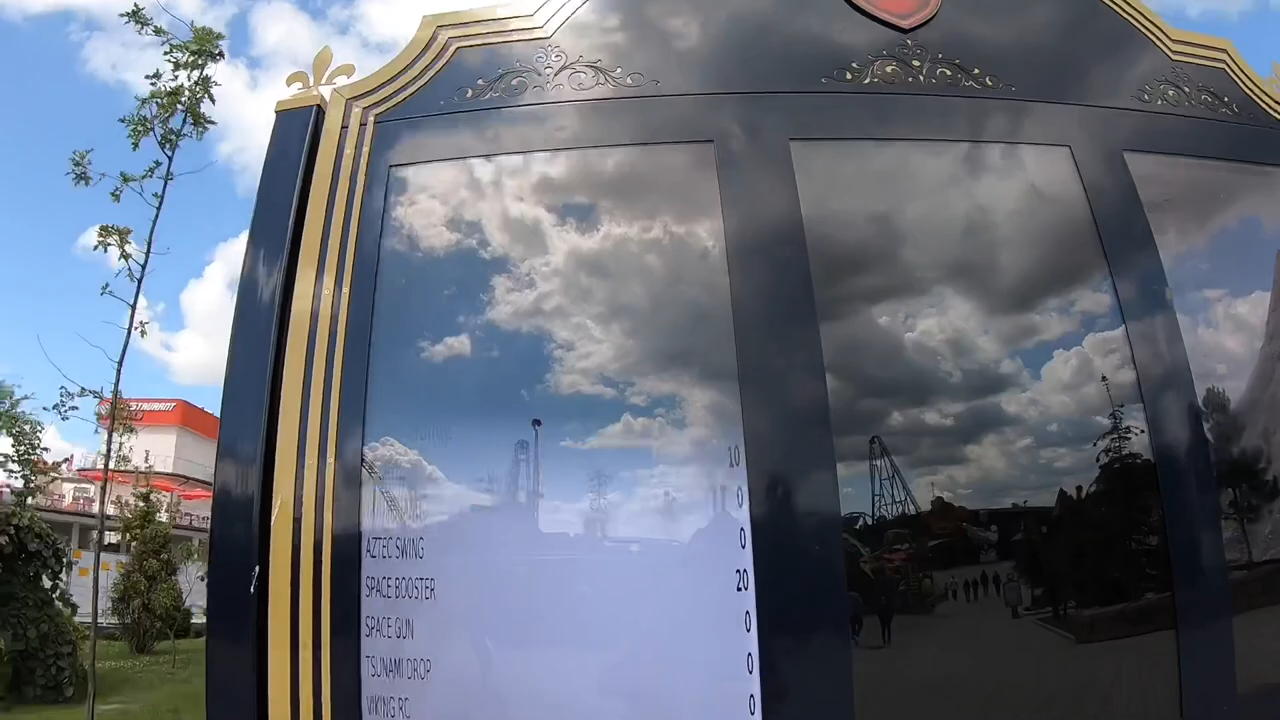 RESTAURANT
10
0
AZTEC SWING 0
SPACE BOOSTER 20
SPACE GUN 0
TSUNAMI DROP 0
VIKING RC 0